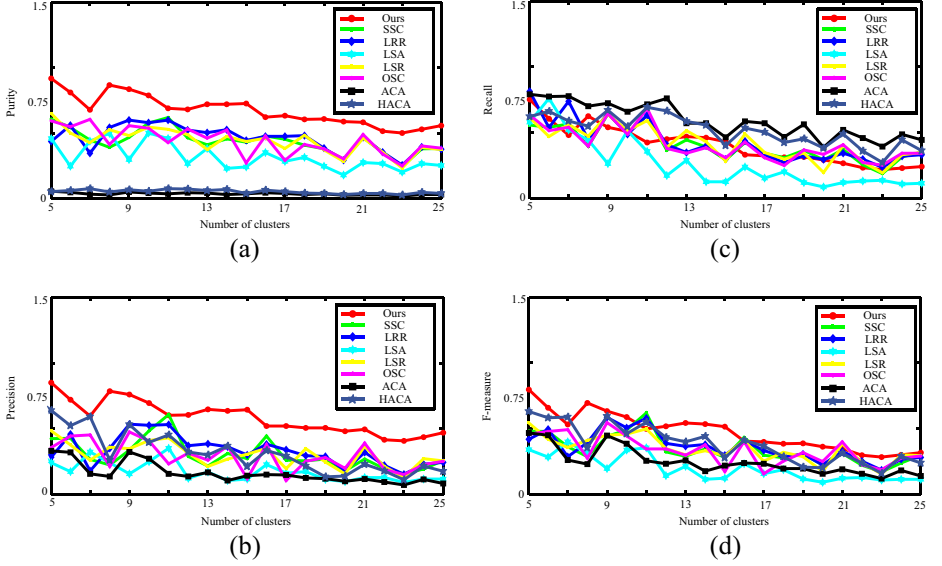 1.5
0.75
0
Purity
5
9
13
17
21
25
Number of clusters
Ours
SSC
LRR
LSA
LSR
OSC
ACA
HACA
(a)
1.5
0.75
0
Recall
5
9
13
17
21
25
Number of clusters
Ours
SSC
LRR
LSA
LSR
OSC
ACA
HACA
(c)
1.5
0.75
0
Precision
5
9
13
17
21
25
Number of clusters
Ours
SSC
LRR
LSA
LSR
OSC
ACA
HACA
(b)
1.5
0.75
0
F-measure
5
9
13
17
21
25
Number of clusters
Ours
SSC
LRR
LSA
LSR
OSC
ACA
HACA
(d)